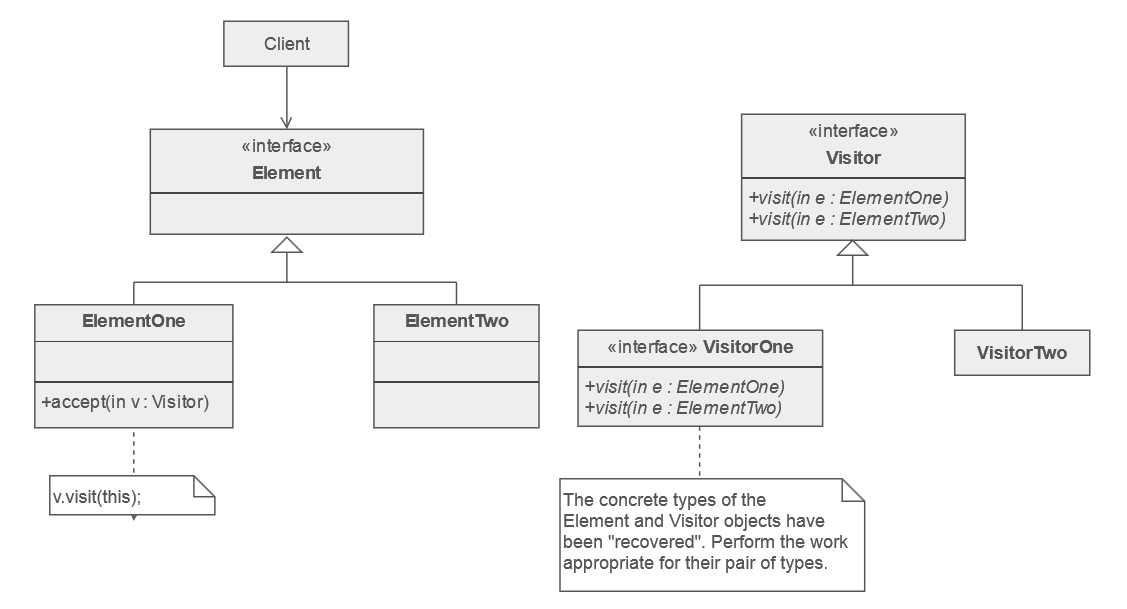 Client
«interface»
Element
ElementOne
+accept(in v : Visitor)
v.visit(this);
ElementTwo
«interface»
Visitor
+visit(in e : ElementOne)
+visit(in e : ElementTwo)
«interface» VisitorOne
+visit(in e : ElementOne)
+visit(in e : ElementTwo)
The concrete types of the
Element and Visitor objects have
been "recovered". Perform the work
appropriate for their pair of types.
VisitorTwo